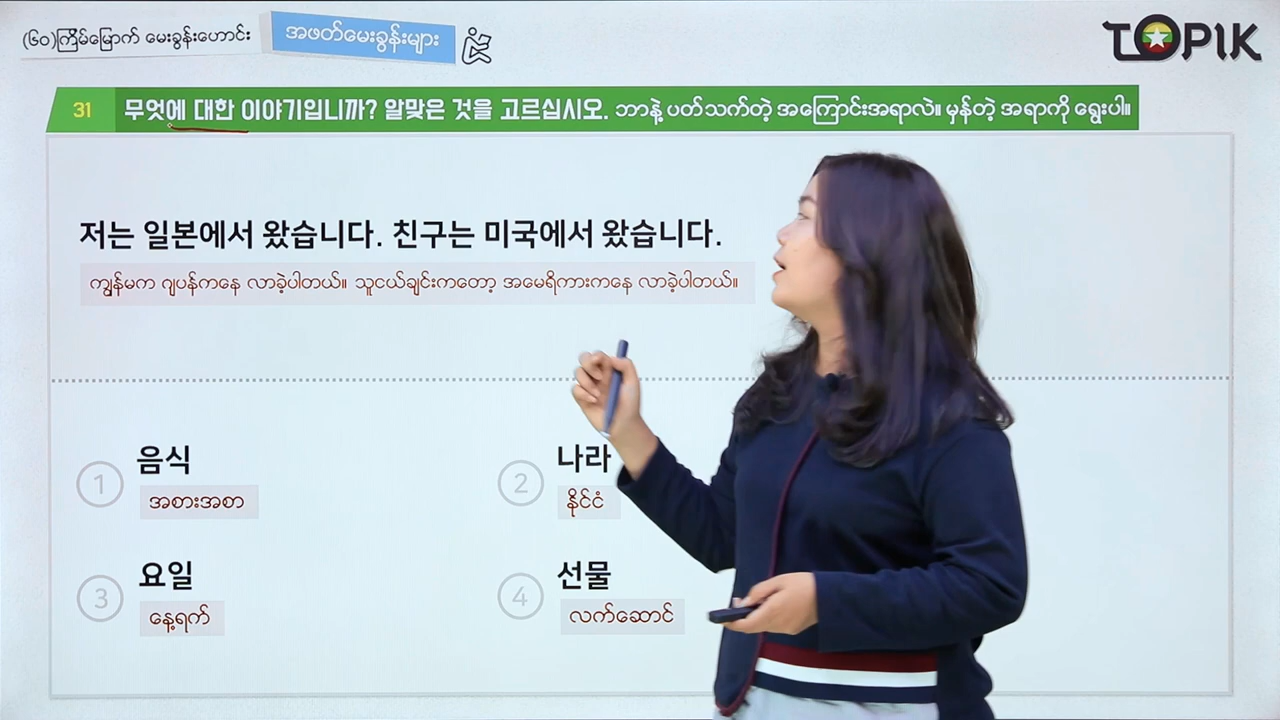 (၆၀)ကြိမ်မြောက် မေးခွန်းဟောင်း
အဖတ်မေးခွန်းများ
TOPIK
31 무엇에 대한 이야기입니까? 알맞은 것을 고르십시오. ဘာနဲ့ ပတ်သက်တဲ့ အကြောင်းအရာလဲ။ မှန်တဲ့ အရာကို ရွေးပါ။
저는 일본에서 왔습니다. 친구는 미국에서 왔습니다.
ကျွန်မက ဂျပန်ကနေ လာခဲ့ပါတယ်။ သူငယ်ချင်းကတော့ အမေရိကားကနေ လာခဲ့ပါတယ်။
1 음식
အစားအစာ
2 나라
နိုင်ငံ
3 요일
နေ့ရက်
4 선물
လက်ဆောင်